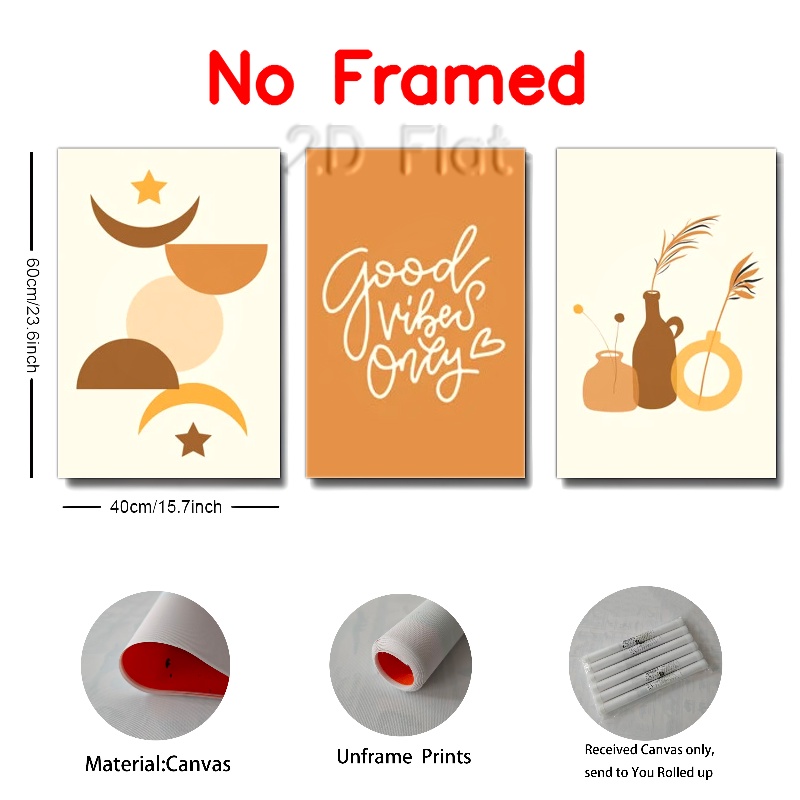 No Framed
2D Flat
60cm/23.6inch
Good
vibes
Only
40cm/15.7inch
Material:Canvas
Unframe Prints
Received Canvas only,
send to You Rolled up